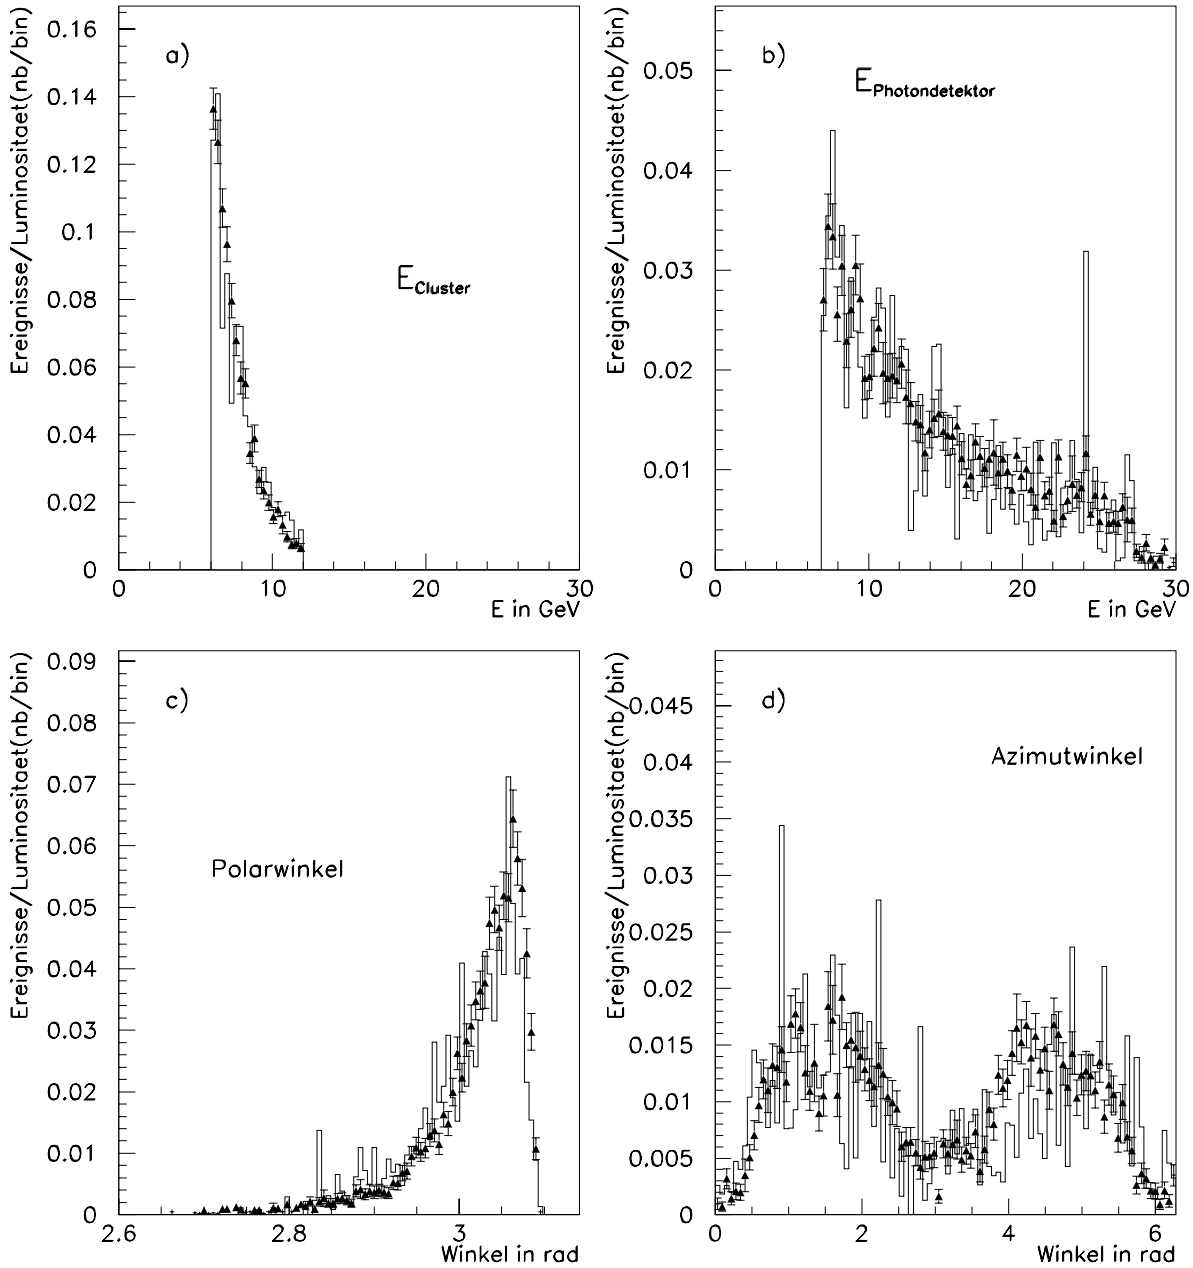 Ereignisse/Luminositaet(nb/bin)
0.16
0.14
0.12
0.1
0.08
0.06
0.04
0.02
0
a)
E Cluster
0 10 20 30
E in GeV
Ereignisse/Luminositaet(nb/bin)
0.05
0.04
0.03
0.02
0.01
0
b)
E Photondetektor
0 10 20 30
E in GeV
Ereignisse/Luminositaet(nb/bin)
0.09
0.08
0.07
0.06
0.05
0.04
0.03
0.02
0.01
0
c)
Polarwinkel
2.6 2.8 3
Winkel in rad
Ereignisse/Luminositaet(nb/bin)
0.045
0.04
0.035
0.03
0.025
0.02
0.015
0.01
0.005
0
d)
Azimutwinkel
0 2 4 6
Winkel in rad